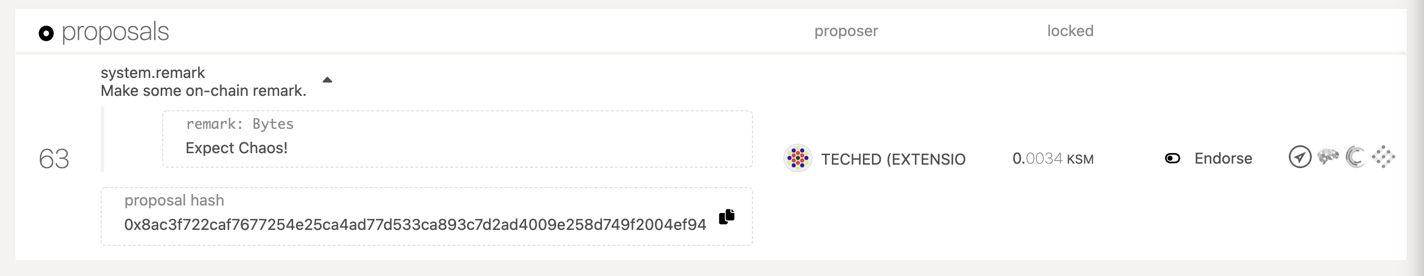 proposals proposer locked
system.remark
Make some on-chain remark.
remark: Bytes
Expect Chaos!
63 TECHED (EXTENSIO 0.0034 KSM Endorse
proposal hash
0x8ac3f722caf7677254e25ca4ad77d533ca893c7d2ad4009e258d749f2004ef94